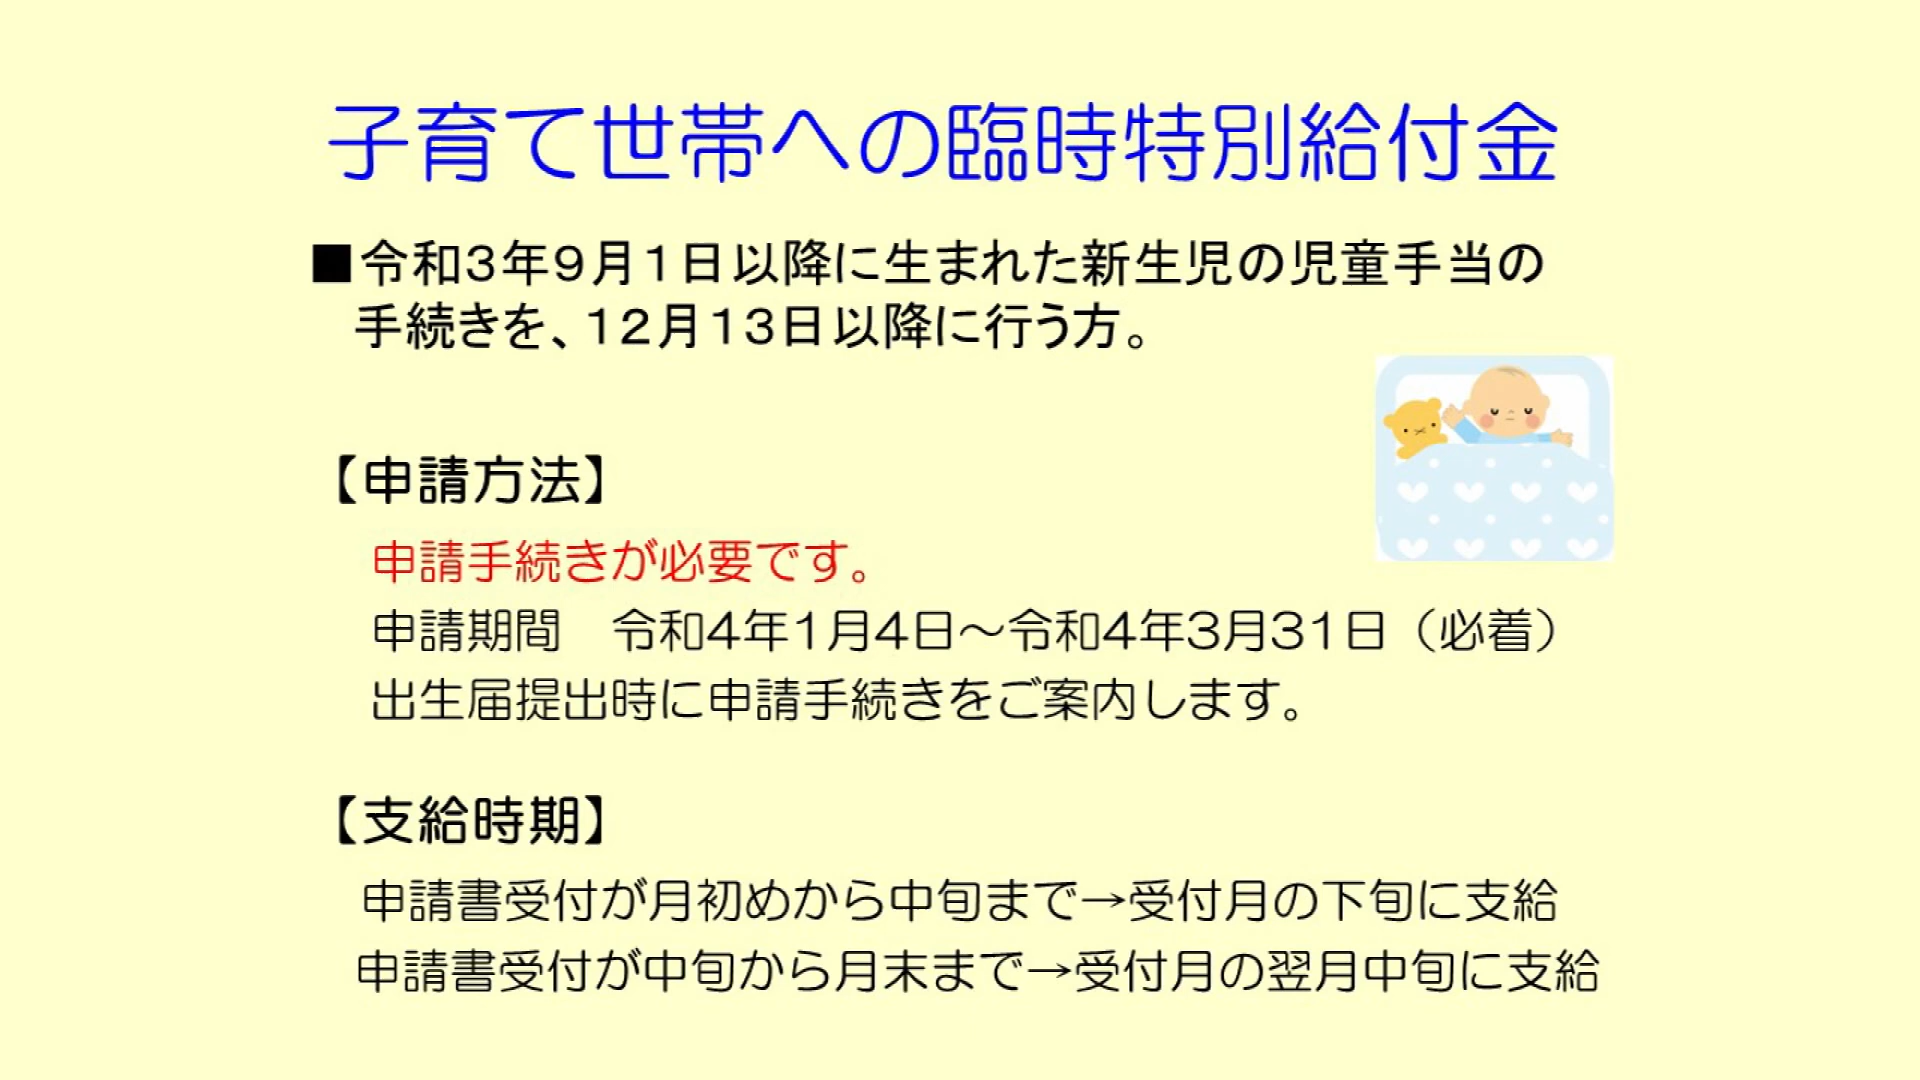 子育て世帯への臨時特別給付金
■令和３年９月１日以降に生まれた新生児の児童手当の
手続きを、１２月１３日以降に行う方。
【申請方法】
申請手続きが必要です。
申請期間　令和4年1月4日～令和4年3月31日（必着）
出生届提出時に申請手続きをご案内します。
【支給時期】
申請書受付が月初めから中旬まで→受付月の下旬に支給
申請書受付が中旬から月末まで→受付月の翌月中旬に支給